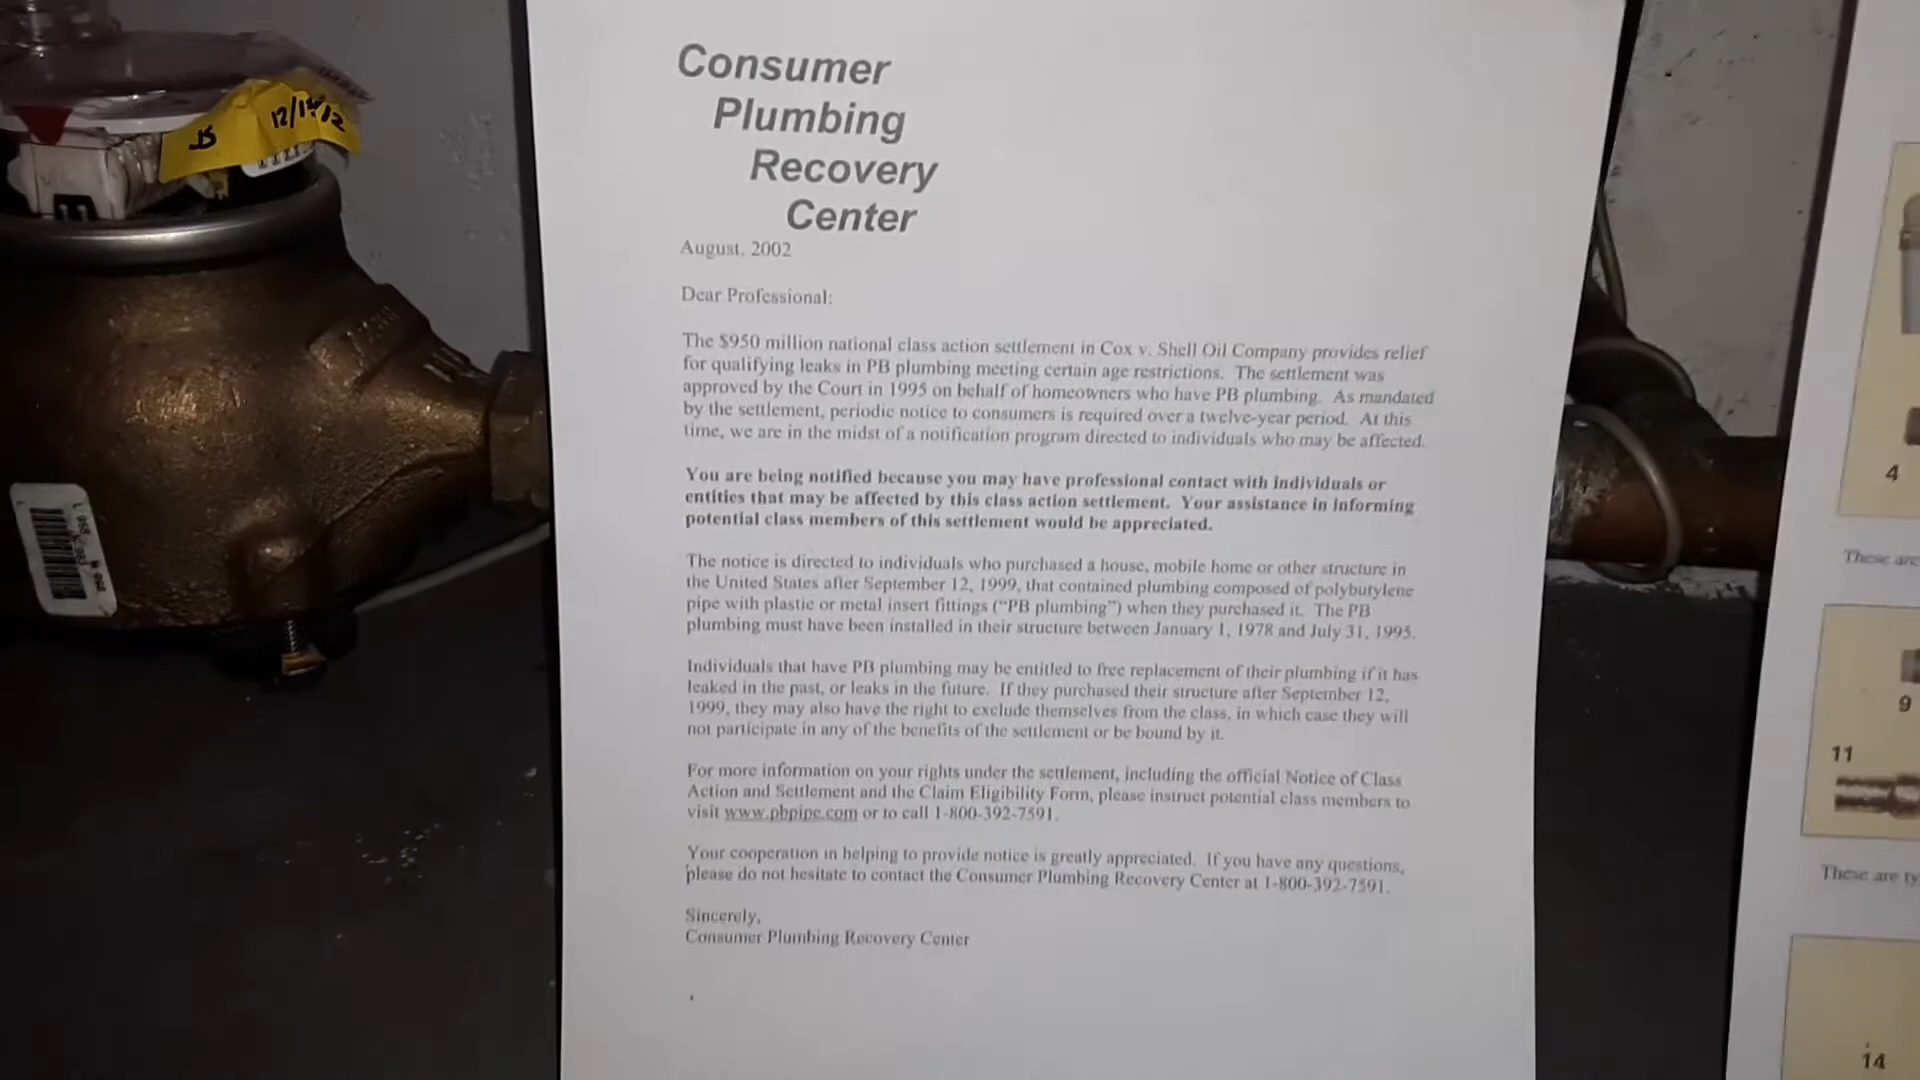 Consumer
Plumbing
Recovery
Center
August, 2002
Dear Professional:
The $950 million national class action settlement in Cox v. Shell Oil Company provides relief
for qualifying leaks in PB plumbing meeting certain age restrictions. The settlement was
approved by the Court in 1995 on behalf of homeowners who have PB plumbing. As mandated
by the settlement, periodic notice to consumers is required over a twelve-year period. At this
time, we are in the midst of a notification program directed to individuals who may be affected.
You are being notified because you may have professional contact with individuals or
entities that may be affected by this class action settlement. Your assistance in informing
potential class members of this settlement would be appreciated.
The notice is directed to individuals who purchased a house, mobile home or other structure in
the United States after September 12, 1999, that contained plumbing composed of polybutylene
pipe with plastic or metal insert fittings ("PB plumbing") when they purchased it. The PB
plumbing must have been installed in their structure between January 1, 1978 and July 31, 1995.
Individuals that have PB plumbing may be entitled to free replacement of their plumbing if it has
leaked in the past, or leaks in the future. If they purchased their structure after September 12,
1999, they may also have the right to exclude themselves from the class, in which case they will
not participate in any of the benefits of the settlement or be bound by it.
For more information on your rights under the settlement, including the official Notice of Class
Action and Settlement and the Claim Eligibility Form, please instruct potential class members to
visit www.pbpipe.com or to call 1-800-392-7591.
Your cooperation in helping to provide notice is greatly appreciated. If you have any questions,
please do not hesitate to contact the Consumer Plumbing Recovery Center at 1-800-392-7591.
Sincerely,
Consumer Plumbing Recovery Center
JS
4
These are
9
11
These are ty
14